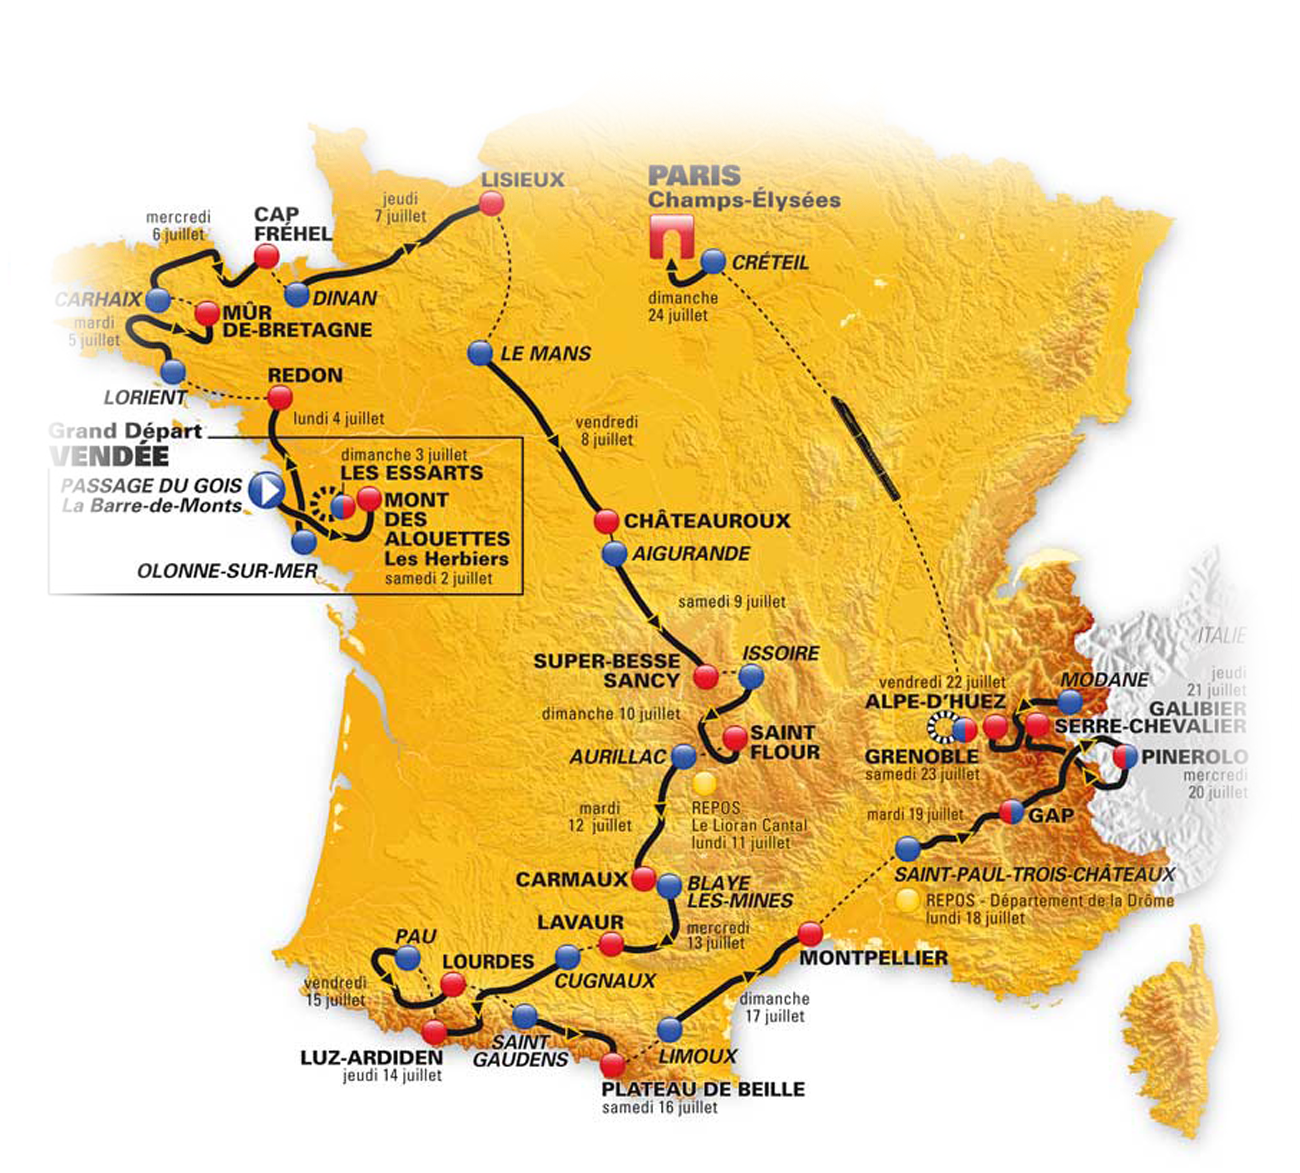 LISIEUX
jeudi
7 juillet
PARIS
Champs-Élysées
CRÉTEIL
dimanche
24 juillet
mercredi
6 juillet
CAP
FRÉHEL
DINAN
CARHAIX
MÛR
DE-BRETAGNE
mardi
5 juillet
LORIENT
REDON
lundi 4 juillet
LE MANS
vendredi
8 juillet
Grand Départ
VENDÉE
PASSAGE DU GOIS
La Barre-de-Monts
dimanche 3 juillet
LES ESSARTS
MONT
DES
ALOUETTES
Les Herbiers
samedi 2 juillet
OLONNE-SUR-MER
CHÂTEAUROUX
AIGURANDE
samedi 9 juillet
SUPER-BESSE
SANCY
ISSOIRE
dimanche 10 juillet
SAINT
FLOUR
AURILLAC
REPOS
Le Lioran Cantal
lundi 11 juillet
mardi
12 juillet
CARMAUX
BLAYE
LES-MINES
mercredi
13 juillet
LAVAUR
CUGNAUX
PAU
LOURDES
vendredi
15 juillet
LUZ-ARDIDEN
jeudi 14 juillet
SAINT
GAUDENS
PLATEAU DE BEILLE
samedi 16 juillet
LIMOUX
dimanche
17 juillet
MONTPELLIER
ITALIE
vendredi 22 juillet
ALPE-D'HUEZ
MODANE
jeudi
21 juillet
GALIBIER
SERRE-CHEVALIER
GRENOBLE
samedi 23 juillet
PINEROLO
mercredi
20 juillet
mardi 19 juillet
GAP
SAINT-PAUL-TROIS-CHÂTEAUX
REPOS - Département de la Drôme
lundi 18 juillet